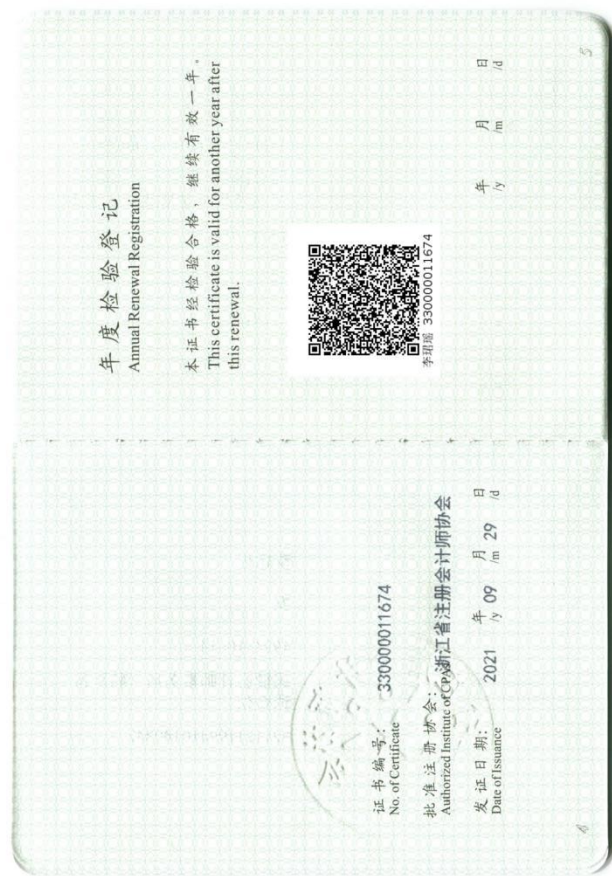 年度检验登记
Annual Renewal Registration
本证书经检验合格，继续有效一年。
This certificate is valid for another year after
this renewal.
李珺瑶 330000011674
年 月 日
/y /m /d
5
证书编号： 330000011674
No. of Certificate
批准注册协会： 浙江省注册会计师协会
Authorized Institute of CPAs
发证日期： 2021 年 09 月 29 日
Date of Issuance /y /m /d